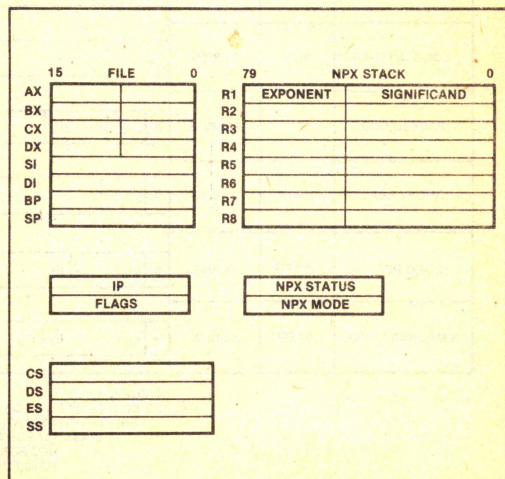 15 FILE 0
79 NPX STACK 0
AX
BX
CX
DX
SI
DI
BP
SP
R1 EXPONENT SIGNIFICAND
R2
R3
R4
R5
R6
R7
R8
IP
FLAGS
NPX STATUS
NPX MODE
CS
DS
ES
SS